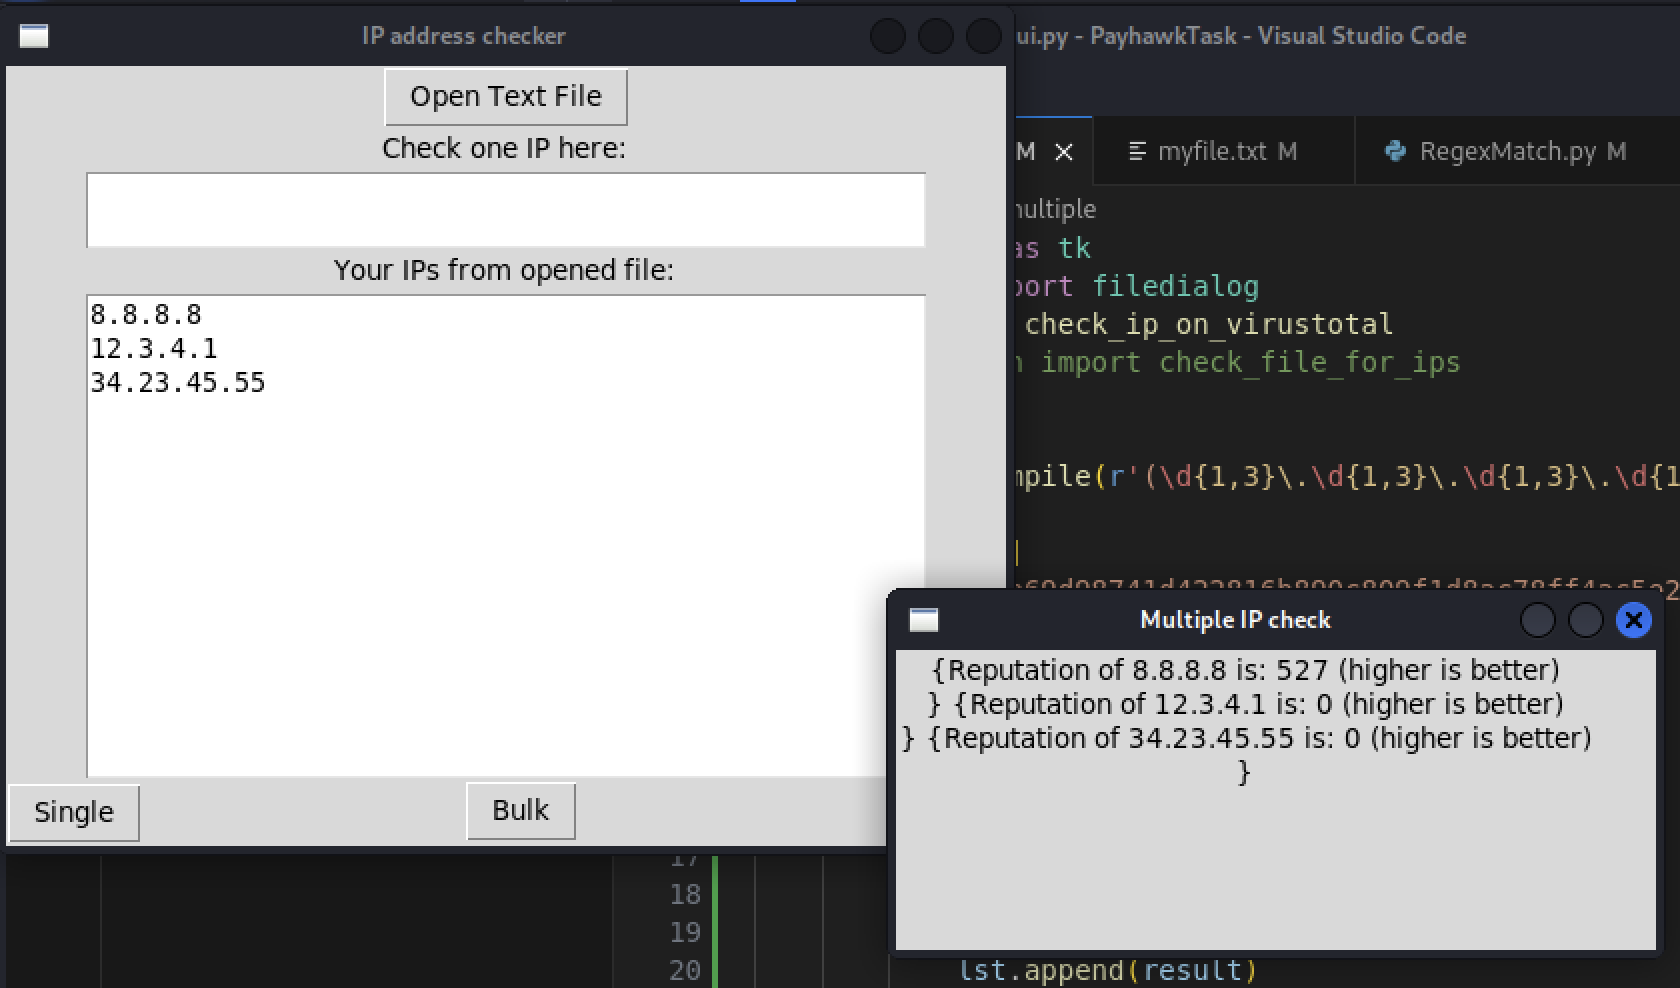 IP address checker
ui.py - PayhawkTask - Visual Studio Code
Open Text File
Check one IP here:
Your IPs from opened file:
8.8.8.8
12.3.4.1
34.23.45.55
Single
Bulk
M
myfile.txt M
RegexMatch.py M
as tk
filedialog
check_ip_on_virustotal
import check_file_for_ips
(r'(\d{1,3}\.\d{1,3}\.\d{1,3}\.\d{1
Multiple IP check
{Reputation of 8.8.8.8 is: 527 (higher is better)
} {Reputation of 12.3.4.1 is: 0 (higher is better)
} {Reputation of 34.23.45.55 is: 0 (higher is better)
}
17
18
19
20 lst.append(result)